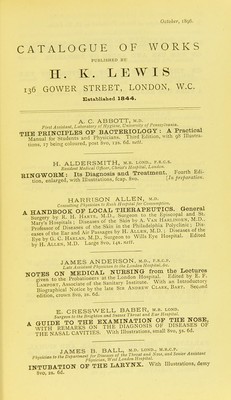 October, 1896.
CATALOGUE OF WORKS
PUBLISHED BY
H. K. LEWIS
136 GOWER STREET, LONDON, W.C.
Established 1844.
A. C. ABBOTT, M.D.
First Assistant, Laboratory of Hygiene, University of Pennsylvania.
THE PRINCIPLES OF BACTERIOLOGY: A Practical
Manual for Students and Physicians. Third Edition, with 98 Illustra-
tions, 17 being coloured, post 8vo, 12s. 6d. nett.
H. ALDERSMITH, M.B. LOND., F.R.C.S.
Resident Medical Officer, Christ's Hospital, London.
RINGWORM: Its Diagnosis and Treatment. Fourth Edi-
tion, enlarged, with Illustrations, fcap. 8vo. [In preparation.
HARRISON ALLEN, M.D.
Consulting Physician to Rush Hospital for Consumption.
A HANDBOOK OF LOCAL THERAPEUTICS. General
Surgery by R. H. HARTE, M.D., Surgeon to the Episcopal and St.
Mary's Hospitals; Diseases of the Skin by A. VAN HARLINGEN, M.D.,
Professor of Diseases of the Skin in the Philadelphia Polyclinic; Dis-
eases of the Ear and Air Passages by H. ALLEN, M.D.; Diseases of the
Eye by G. C. HARLAN, M.D., Surgeon to Wills Eye Hospital. Edited
by H. ALLEN, M.D. Large 8vo, 14s. nett.
JAMES ANDERSON, M.D., F.R.C.P.
Late Assistant Physician to the London Hospital, &c.
NOTES ON MEDICAL NURSING from the Lectures
given to the Probationers at the London Hospital. Edited by E. F.
LAMPORT, Associate of the Sanitary Institute. With an Introductory
Biographical Notice by the late SIR ANDREW CLARK, BART. Second
edition, crown 8vo, 2s. 6d.
E. CRESSWELL BABER, M.B. LOND.
Surgeon to the Brighton and Sussex Throat and Ear Hospital.
A GUIDE TO THE EXAMINATION OF THE NOSE,
WITH REMARKS ON THE DIAGNOSIS OF DISEASES OF
THE NASAL CAVITIES. With Illustrations, small 8vo, 5s. 6d.
JAMES B. BALL, M.D. LOND., M.R.C.P.
Physician to the Department for Diseases of the Throat and Nose, and Senior Assistant
Physician, West London Hospital.
INTUBATION OF THE LARYNX. With Illustrations, demy
8vo, 2s. 6d.